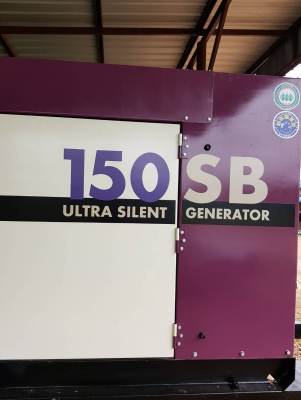 150 SB
ULTRA SILENT GENERATOR